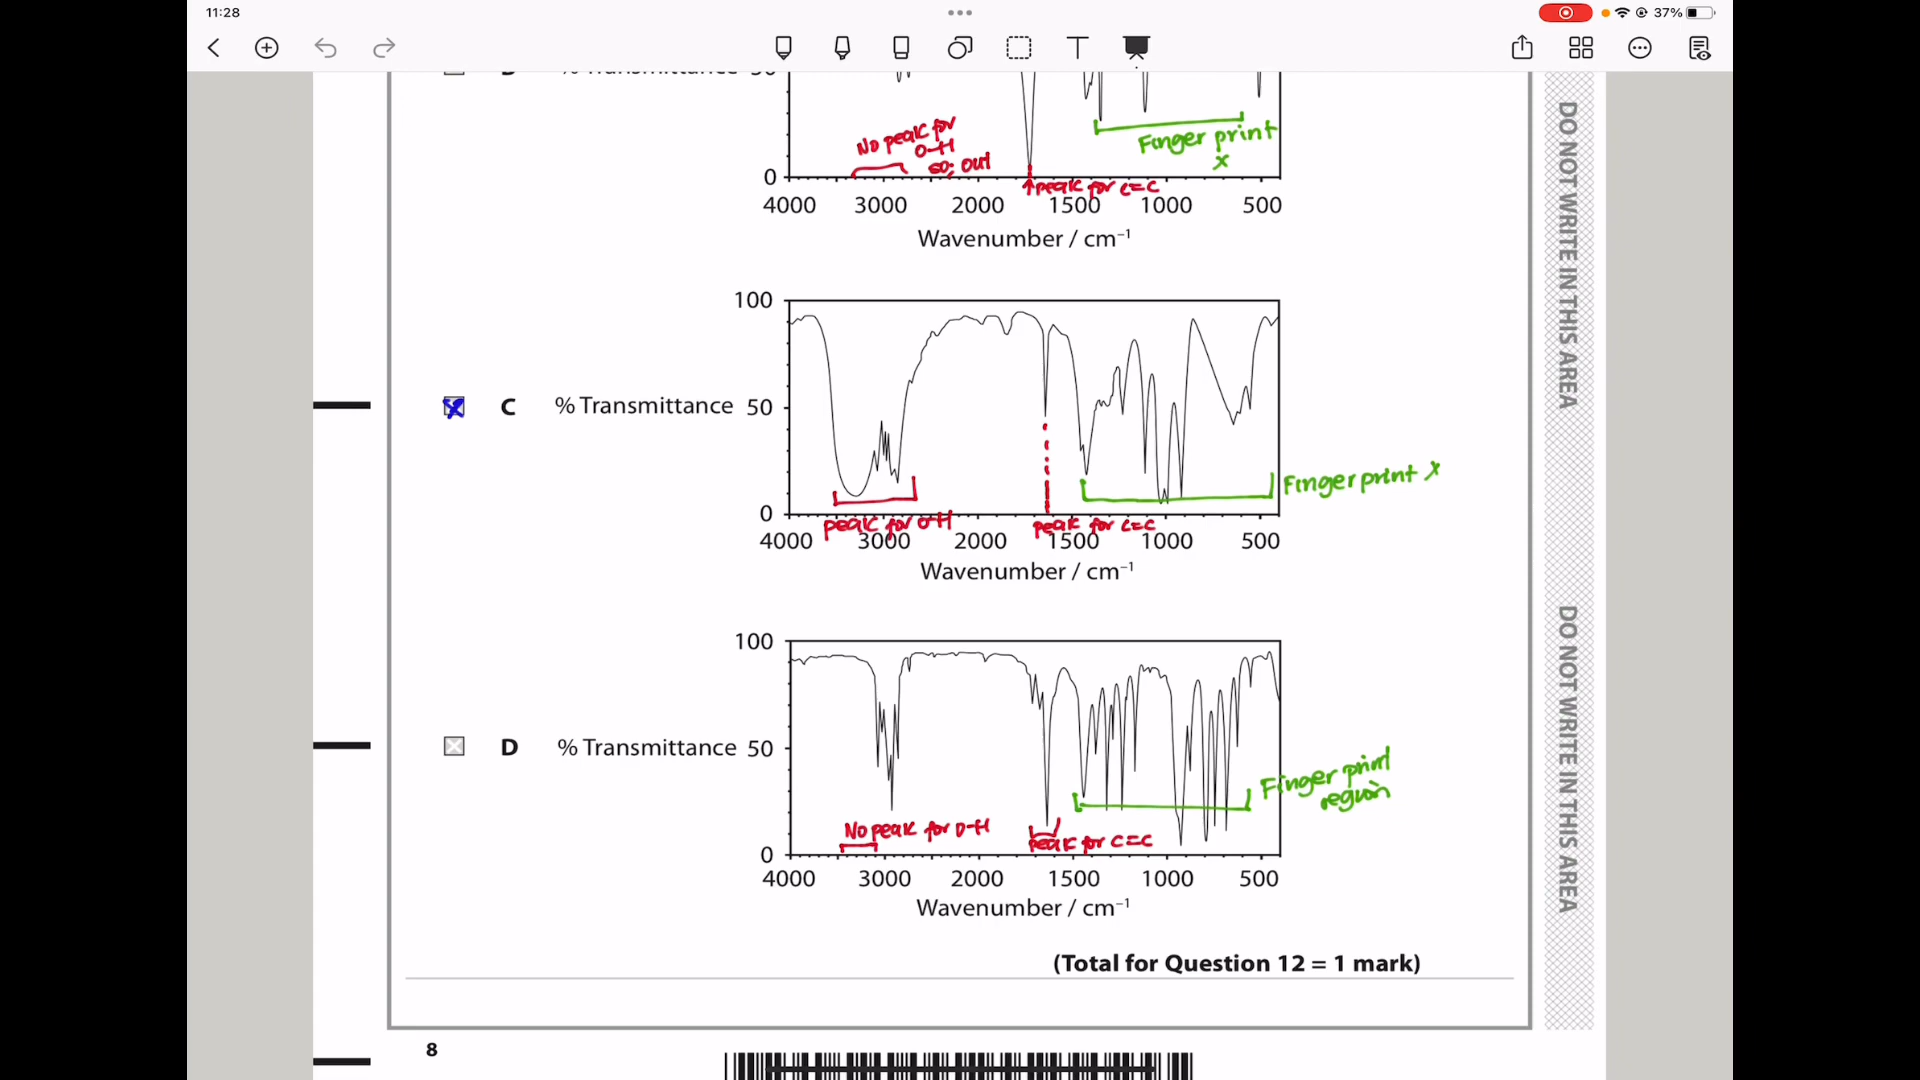 11:28
37%
B % Transmittance 50
No peak for
O-H
so; out
Finger print
x
0
peak for c=c
4000 3000 2000 1500 1000 500
Wavenumber / cm⁻¹
100
C % Transmittance 50
Finger print x
0
peak for O-H
peak for c=c
4000 3000 2000 1500 1000 500
Wavenumber / cm⁻¹
100
D % Transmittance 50
Finger print
region
No peak for O-H
peak for C=C
0
4000 3000 2000 1500 1000 500
Wavenumber / cm⁻¹
(Total for Question 12 = 1 mark)
8
DO NOT WRITE IN THIS AREA
DO NOT WRITE IN THIS AREA